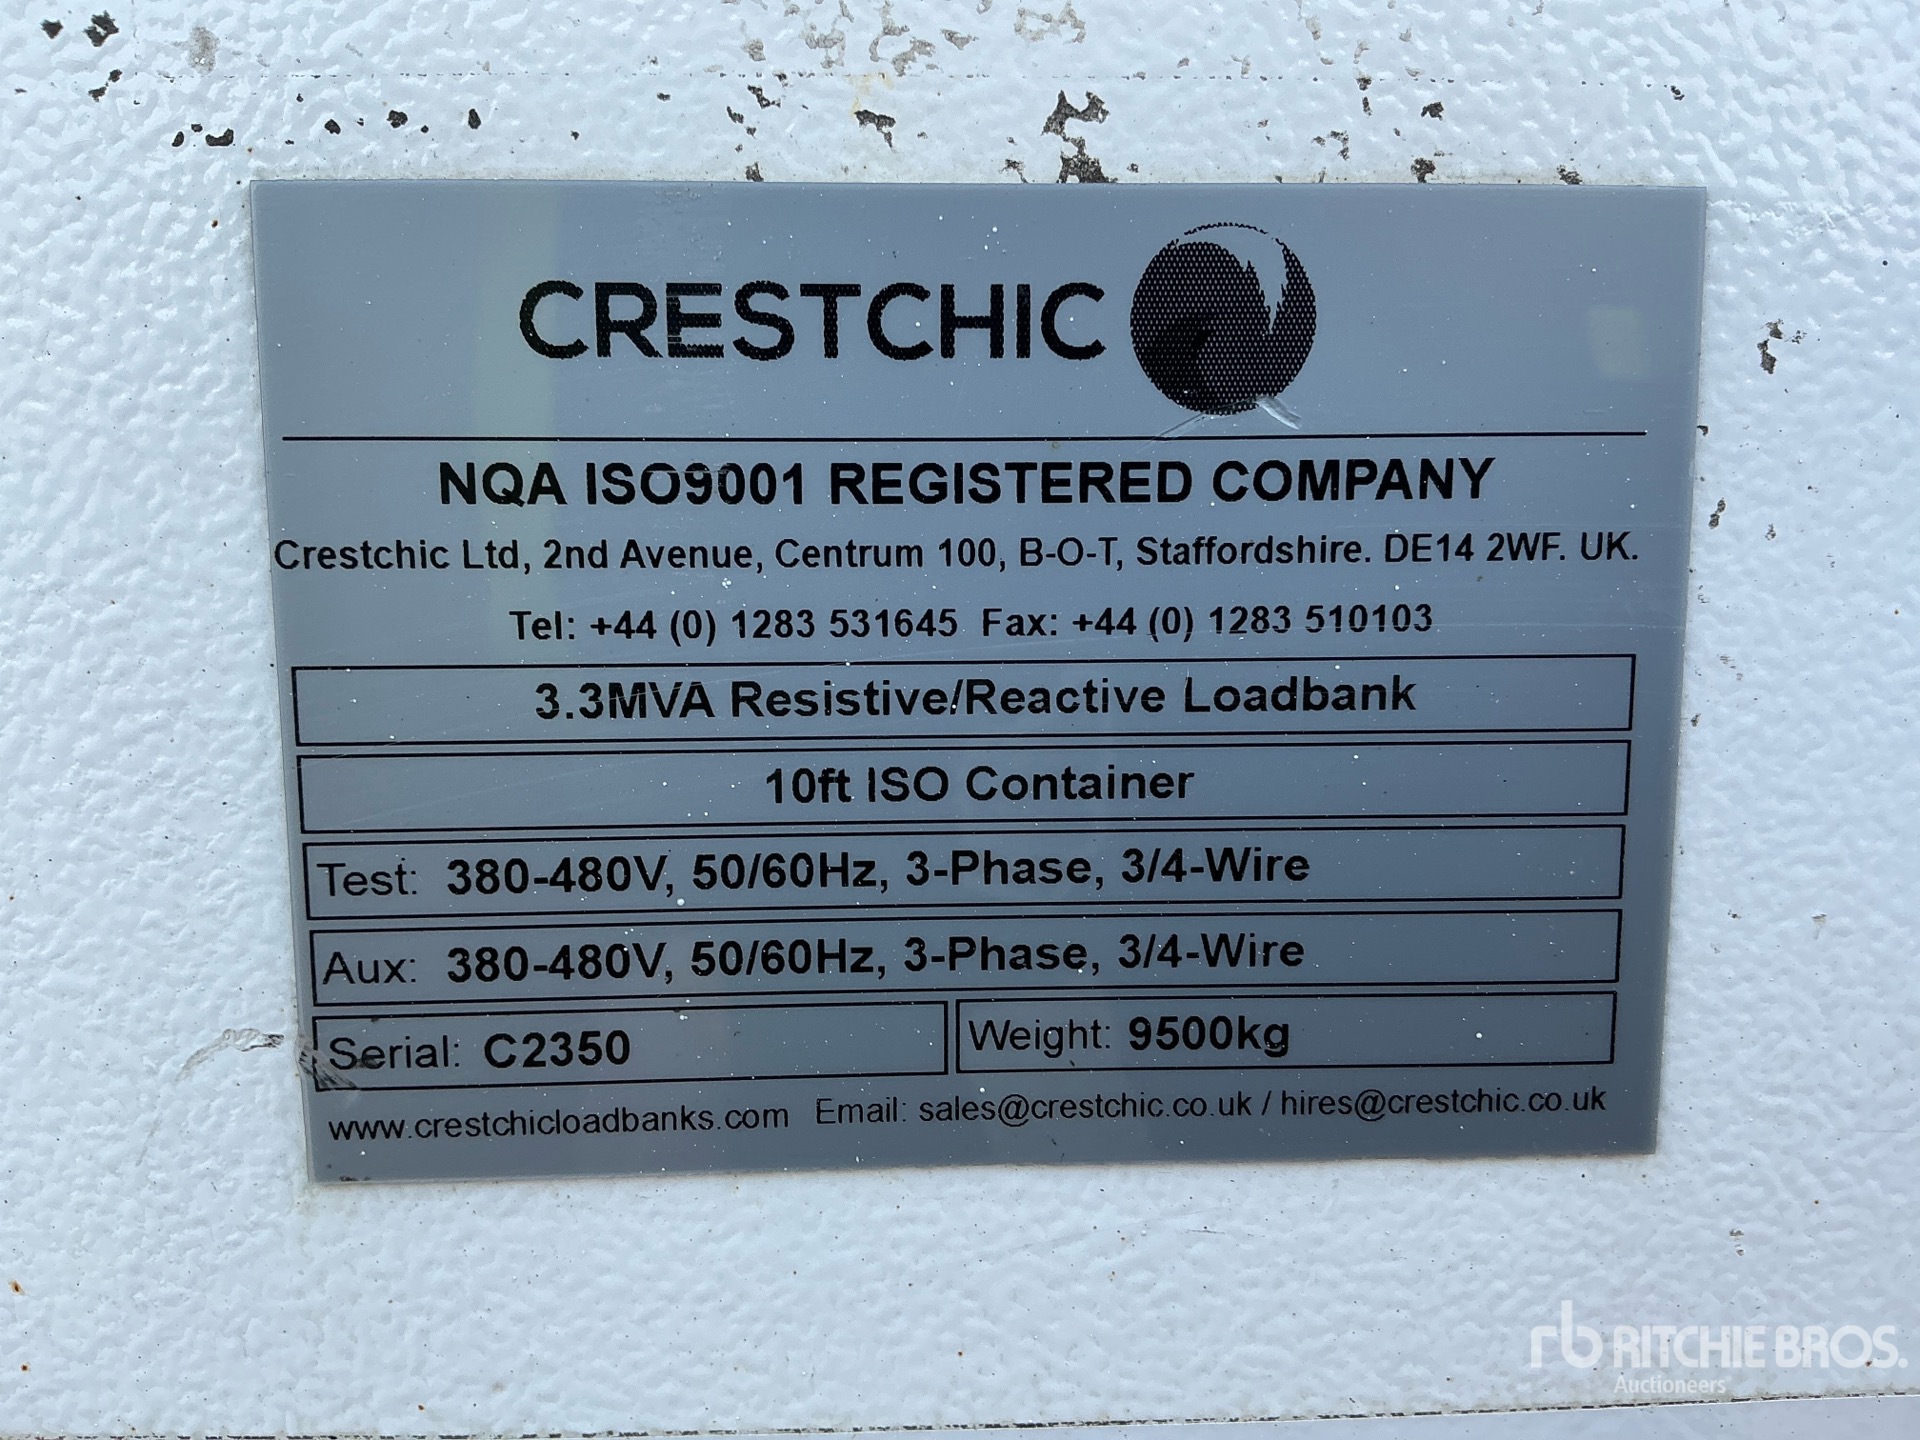 CRESTCHIC
NQA ISO9001 REGISTERED COMPANY
Crestchic Ltd, 2nd Avenue, Centrum 100, B-O-T, Staffordshire. DE14 2WF. UK.
Tel: +44 (0) 1283 531645 Fax: +44 (0) 1283 510103
3.3MVA Resistive/Reactive Loadbank
10ft ISO Container
Test: 380-480V, 50/60Hz, 3-Phase, 3/4-Wire
Aux: 380-480V, 50/60Hz, 3-Phase, 3/4-Wire
Serial: C2350 Weight: 9500kg
www.crestchicloadbanks.com Email: sales@crestchic.co.uk / hires@crestchic.co.uk
rb RITCHIE BROS.
Auctioneers